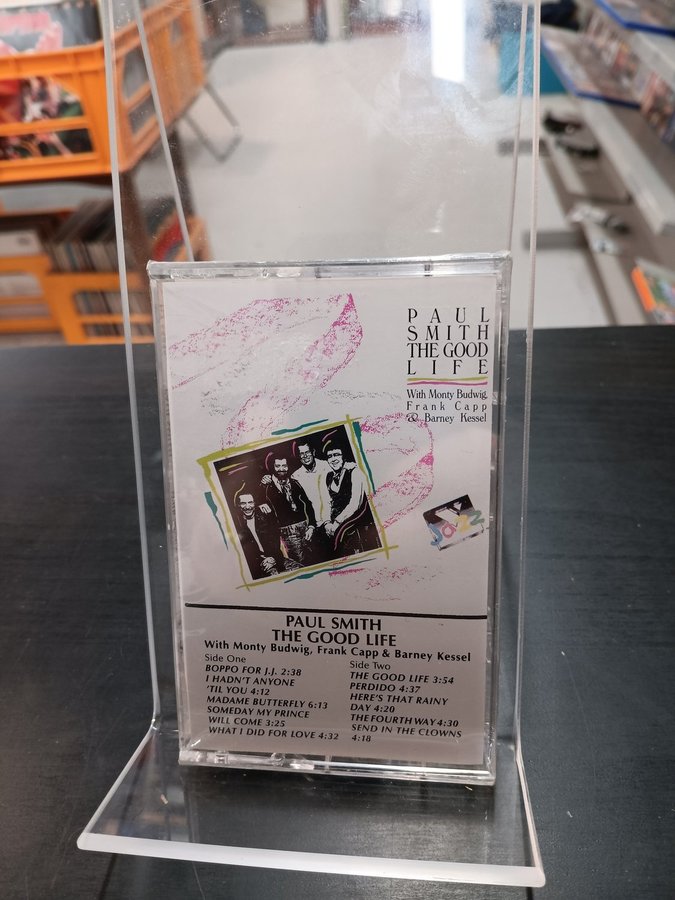 PAUL
SMITH
THE GOOD
LIFE
With Monty Budwig,
Frank Capp
& Barney Kessel
Jazz
PAUL SMITH
THE GOOD LIFE
With Monty Budwig, Frank Capp & Barney Kessel
Side One
BOPPO FOR J.J. 2:38
I HADN'T ANYONE
'TIL YOU 4:12
MADAME BUTTERFLY 6:13
SOMEDAY MY PRINCE
WILL COME 3:25
WHAT I DID FOR LOVE 4:32
Side Two
THE GOOD LIFE 3:54
PERDIDO 4:37
HERE'S THAT RAINY
DAY 4:20
THE FOURTH WAY 4:30
SEND IN THE CLOWNS
4:18